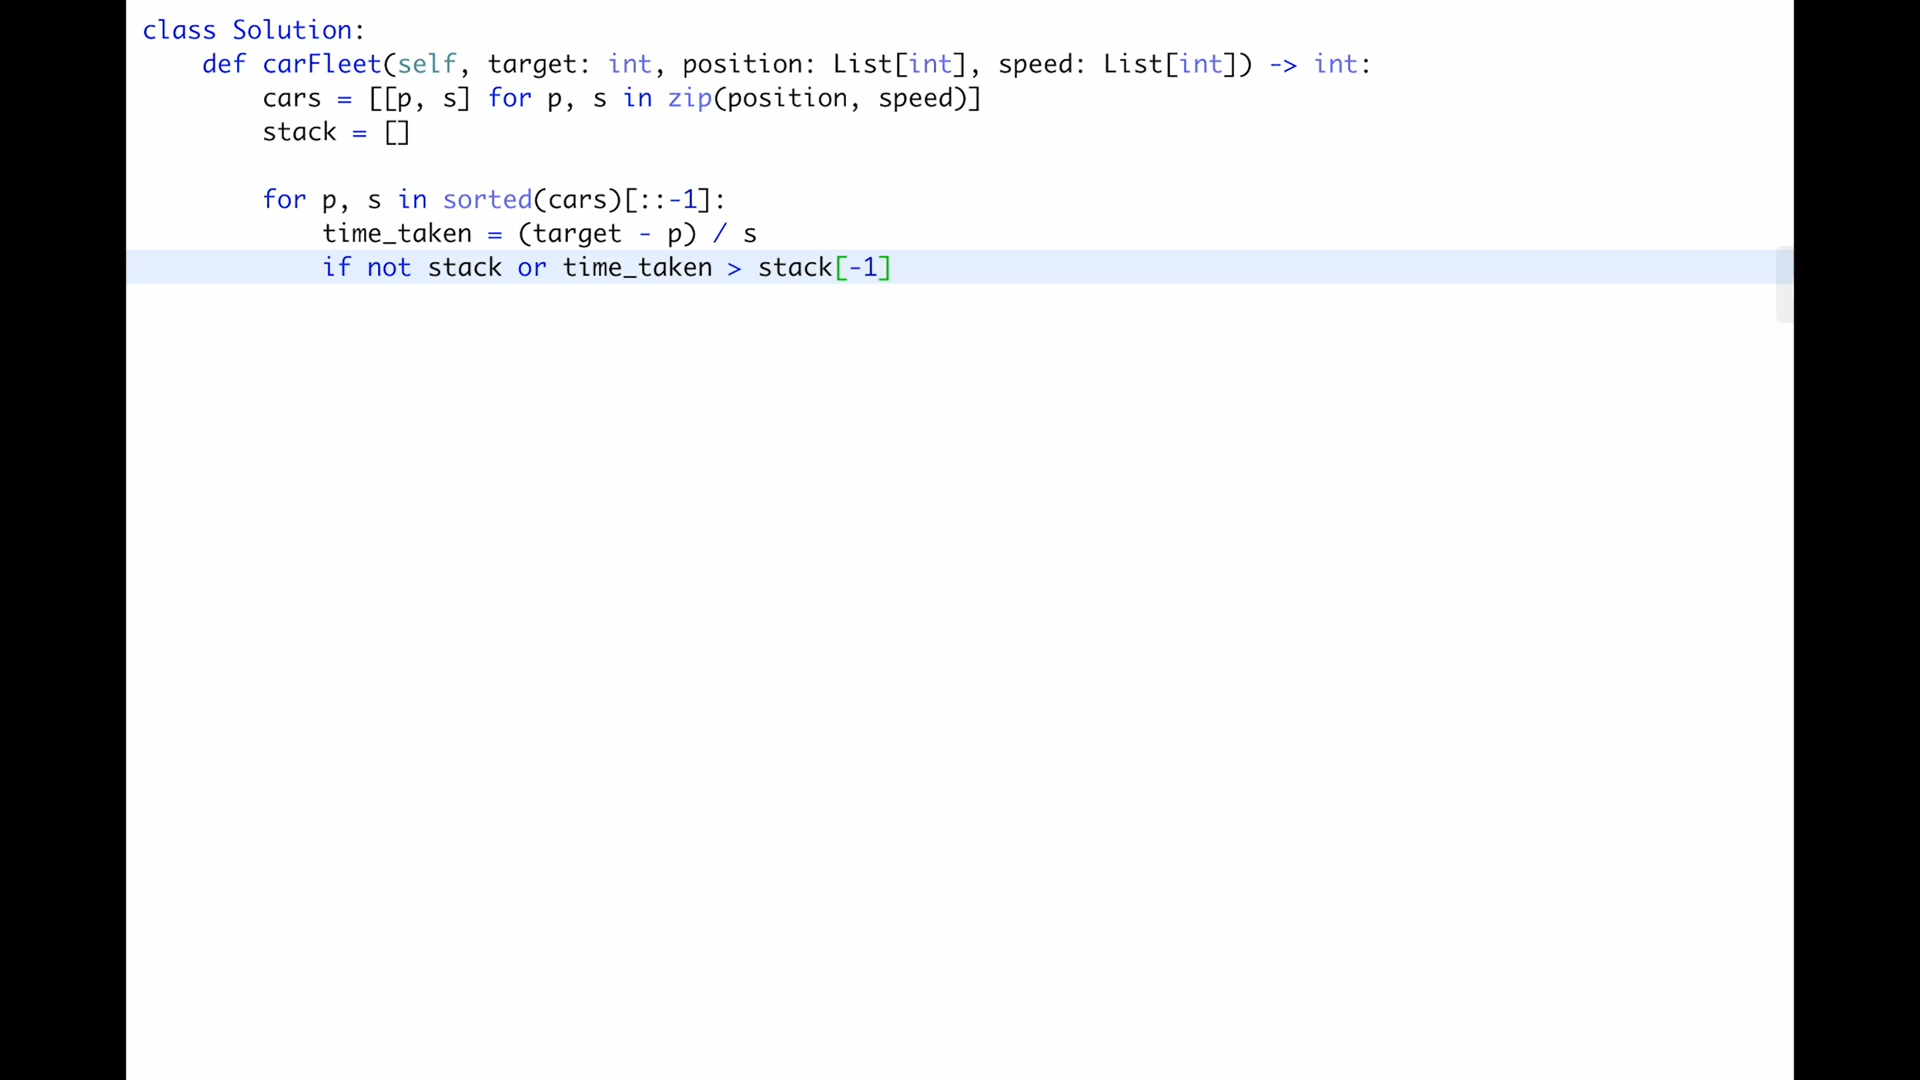 class Solution:
    def carFleet(self, target: int, position: List[int], speed: List[int]) -> int:
        cars = [[p, s] for p, s in zip(position, speed)]
        stack = []

        for p, s in sorted(cars)[::-1]:
            time_taken = (target - p) / s
            if not stack or time_taken > stack[-1]